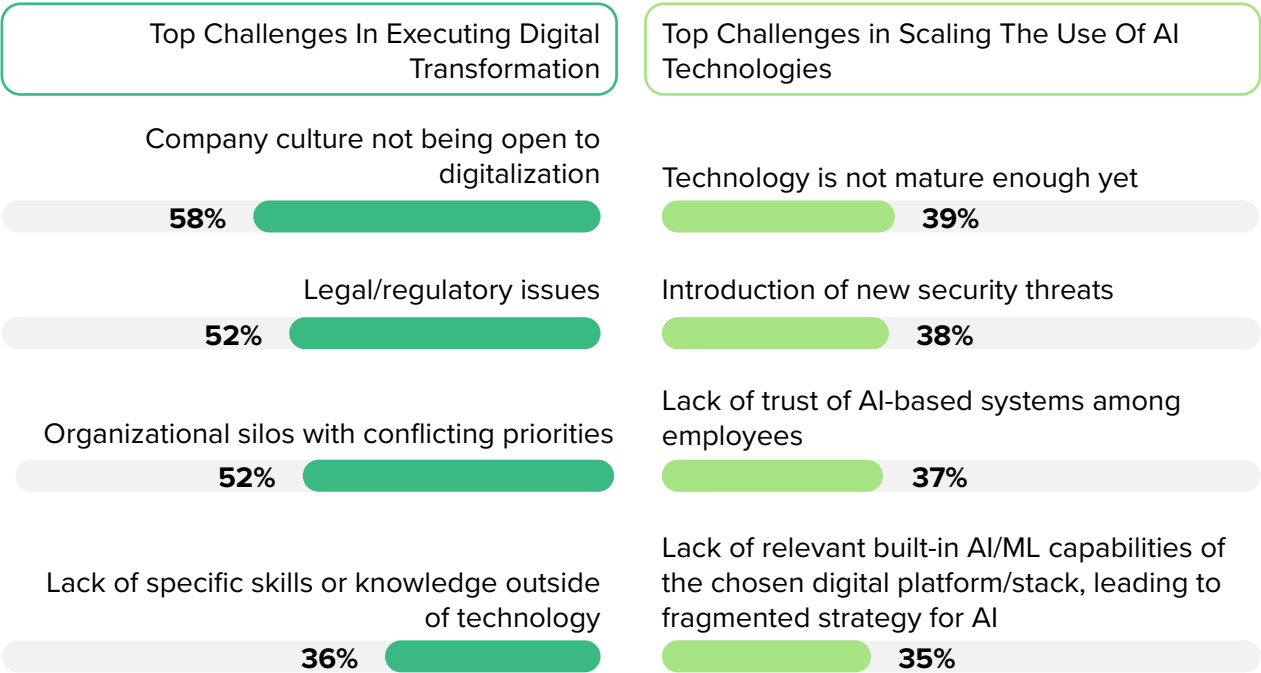 Top Challenges In Executing Digital
Transformation
Company culture not being open to
digitalization
58%
Legal/regulatory issues
52%
Organizational silos with conflicting priorities
52%
Lack of specific skills or knowledge outside
of technology
36%
Top Challenges in Scaling The Use Of AI
Technologies
Technology is not mature enough yet
39%
Introduction of new security threats
38%
Lack of trust of AI-based systems among
employees
37%
Lack of relevant built-in AI/ML capabilities of
the chosen digital platform/stack, leading to
fragmented strategy for AI
35%